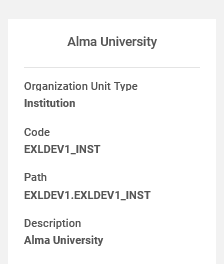 Alma University
Organization Unit Type
Institution
Code
EXLDEV1_INST
Path
EXLDEV1.EXLDEV1_INST
Description
Alma University